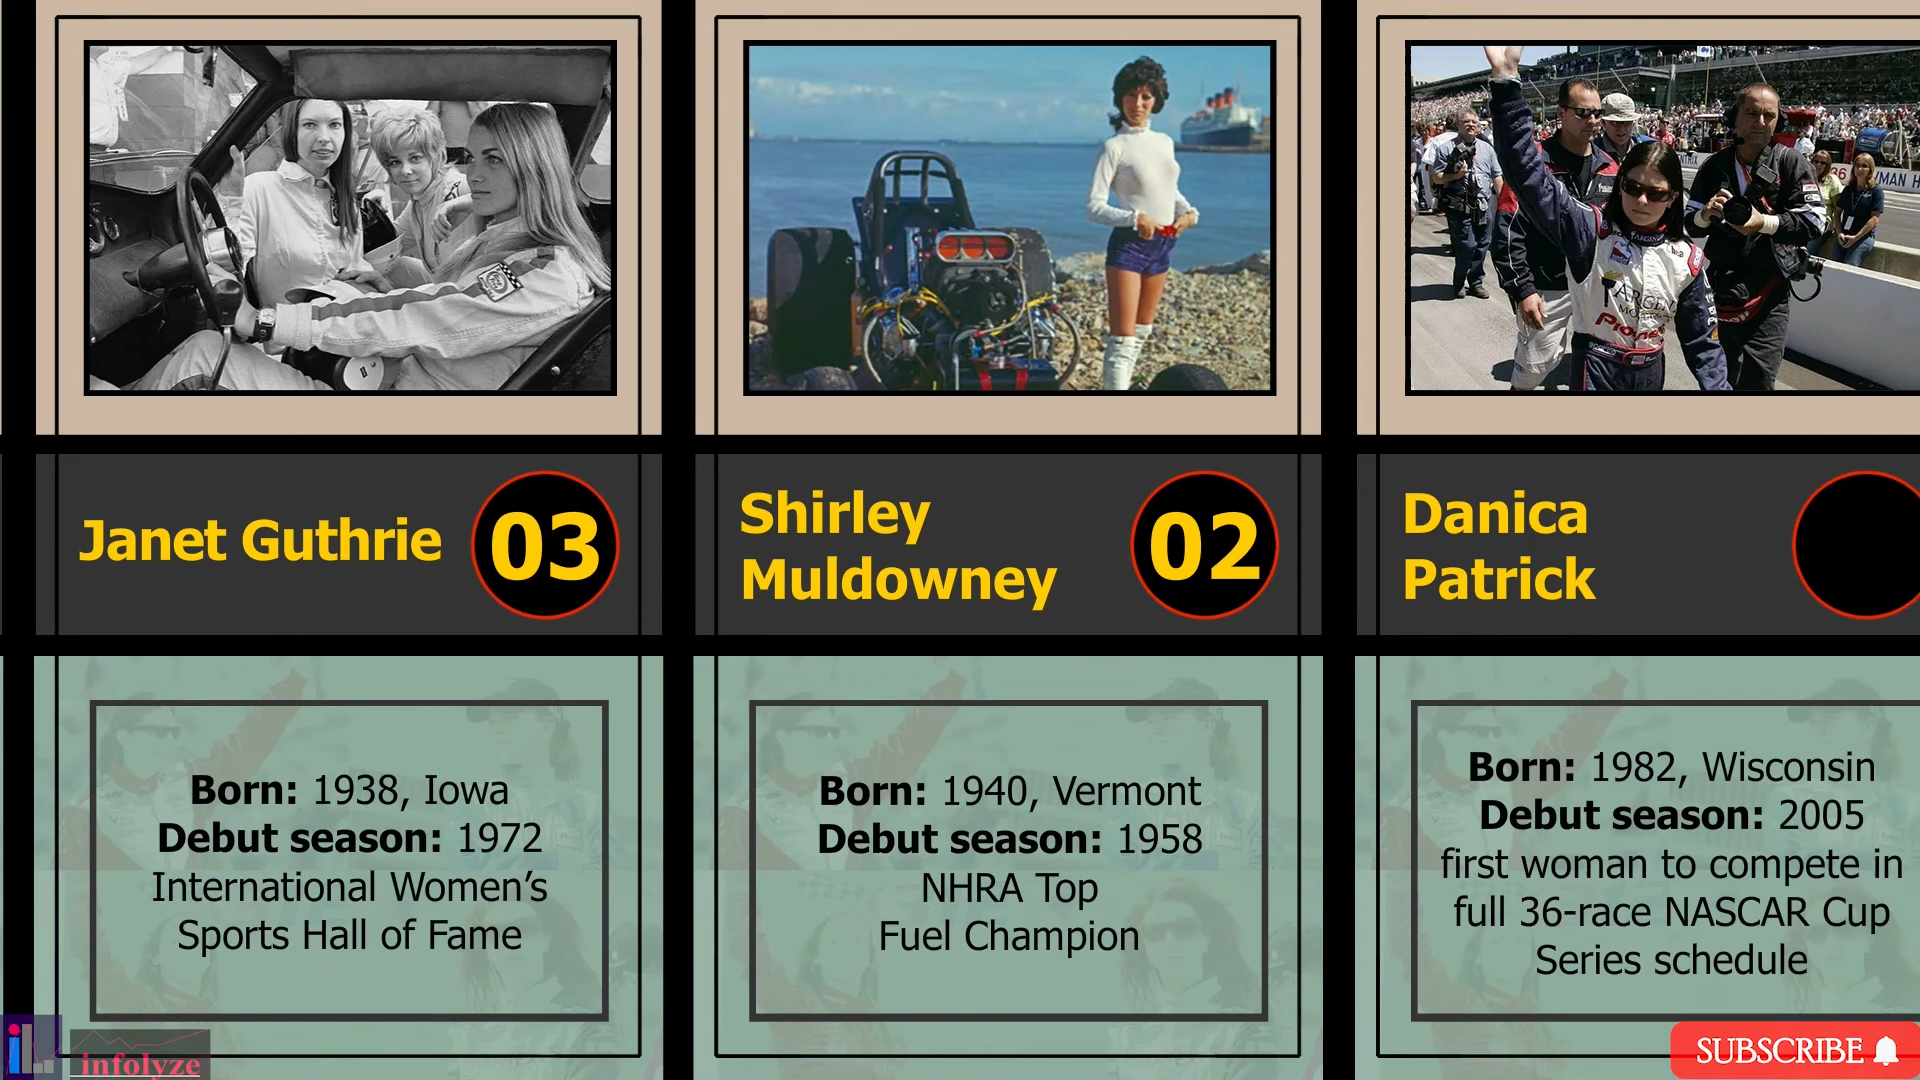 Janet Guthrie
03
Born: 1938, Iowa
Debut season: 1972
International Women’s
Sports Hall of Fame
Shirley
Muldowney
02
Born: 1940, Vermont
Debut season: 1958
NHRA Top
Fuel Champion
Danica
Patrick
Born: 1982, Wisconsin
Debut season: 2005
first woman to compete in
full 36-race NASCAR Cup
Series schedule
iL
infolyze
SUBSCRIBE